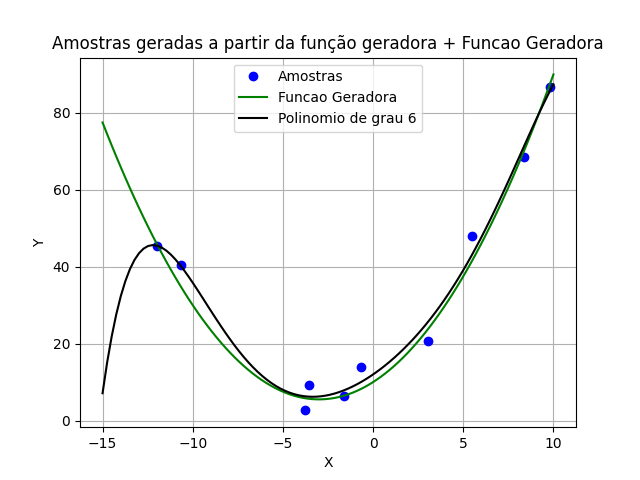 Amostras geradas a partir da função geradora + Funcao Geradora
Amostras
Funcao Geradora
Polinomio de grau 6
80
60
40
20
0
Y
−15
−10
−5
0
5
10
X